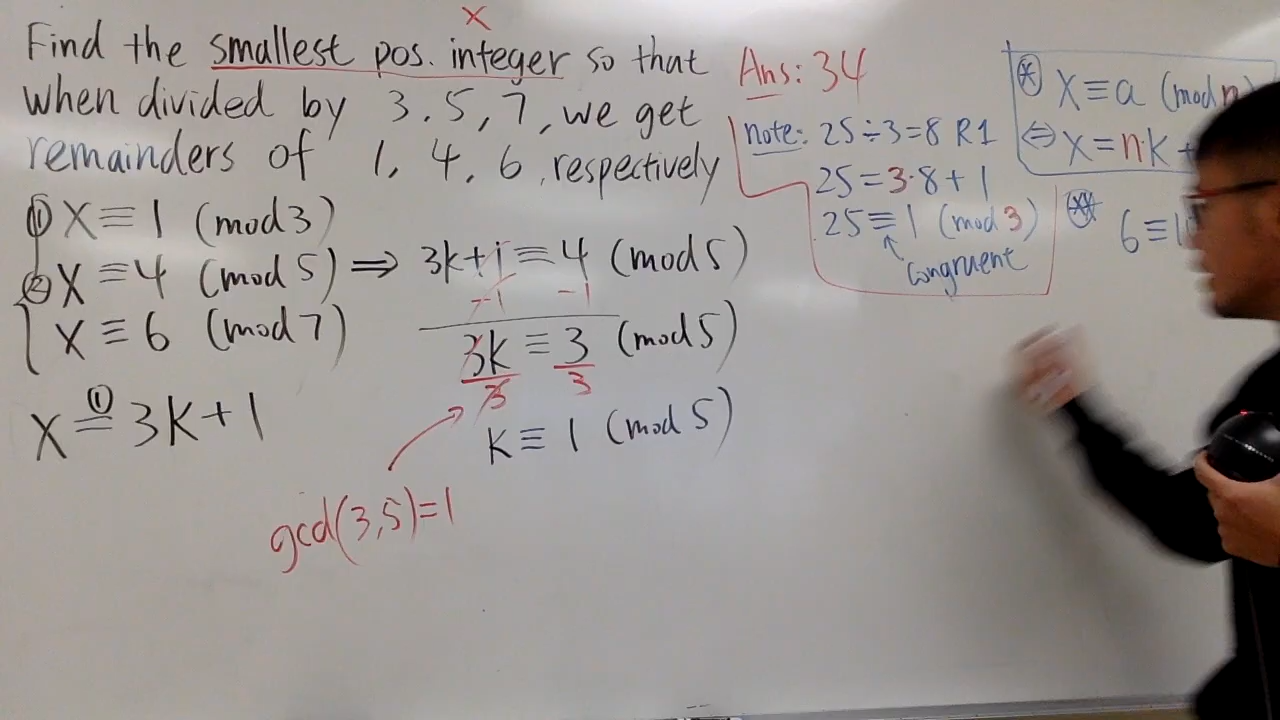 x
Find the smallest pos. integer so that
when divided by 3, 5, 7, we get
remainders of 1, 4, 6, respectively
① x ≡ 1 (mod 3)
② x ≡ 4 (mod 5) ⇒ 3k+1 ≡ 4 (mod 5)
-1 -1
x ≡ 6 (mod 7)
3k ≡ 3 (mod 5)
3 3
x ① = 3k+1
k ≡ 1 (mod 5)
gcd(3,5)=1
Ans: 34
note: 25÷3=8 R1
25=3·8+1
25≡1 (mod 3)
congruent
* x≡a (mod n)
⇔ x=n·k+
** 6≡1